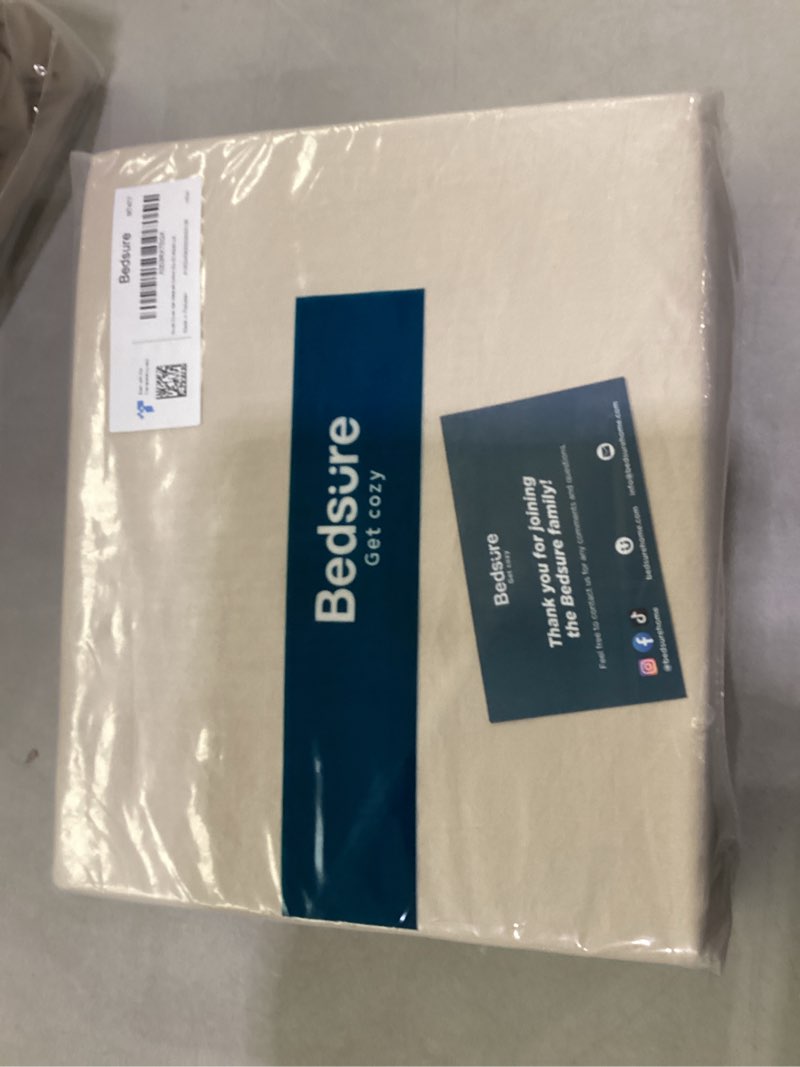 Bedsure
Bedsure
Get cozy
Bedsure
Get cozy
Thank you for joining
the Bedsure family!
Feel free to contact us for any comments and questions.
@bedsurehome
bedsurehome.com
info@bedsurehome.com